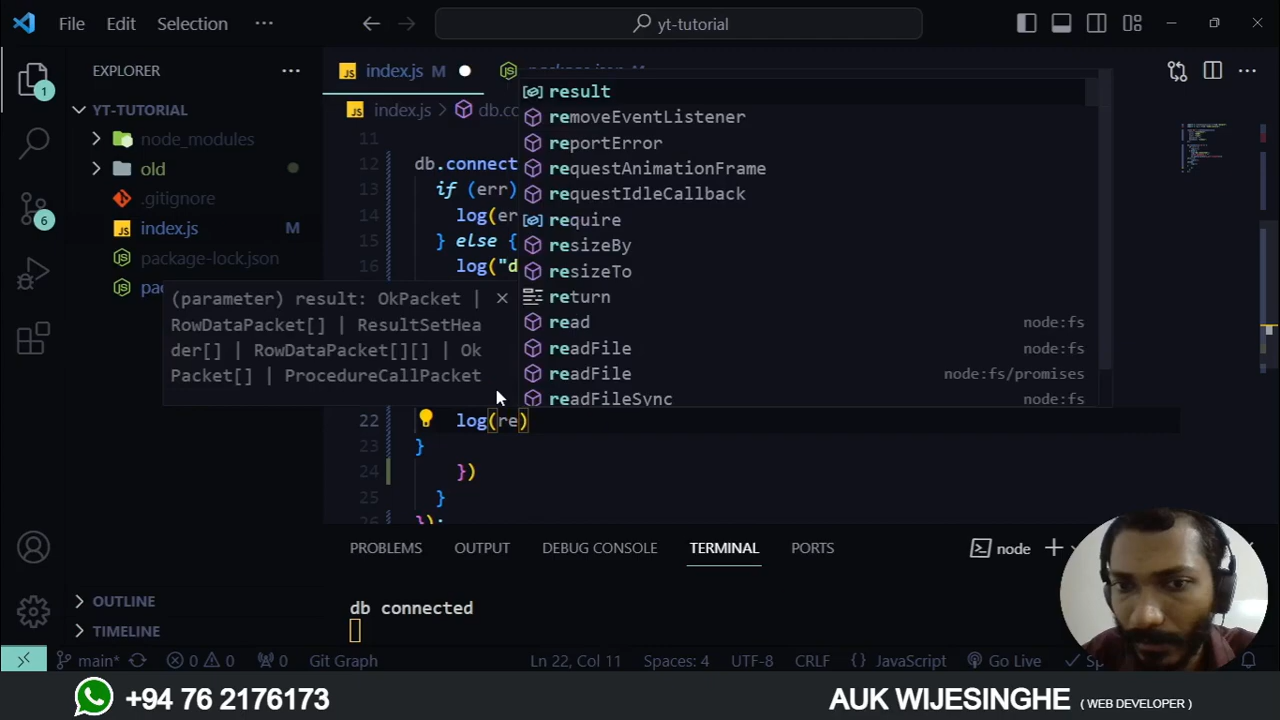 File Edit Selection ··· yt-tutorial
EXPLORER ···
index.js M
YT-TUTORIAL
index.js > db.co
node_modules
old
.gitignore
index.js M
package-lock.json
11
12 db.connect
13 if (err)
14 log(er
15 } else {
16 log("d
result
removeEventListener
reportError
requestAnimationFrame
requestIdleCallback
require
resizeBy
resizeTo
return
read node:fs
readFile node:fs
readFile node:fs/promises
readFileSync node:fs
(parameter) result: OkPacket |
RowDataPacket[] | ResultSetHea
der[] | RowDataPacket[][] | Ok
Packet[] | ProcedureCallPacket
22 log(re)
23 }
24 })
25 }
26 });
PROBLEMS OUTPUT DEBUG CONSOLE TERMINAL PORTS node
db connected
OUTLINE
TIMELINE
1
6
main* 0 0 0 Git Graph Ln 22, Col 11 Spaces: 4 UTF-8 CRLF {} JavaScript Go Live
+94 76 2176173 AUK WIJESINGHE ( WEB DEVELOPER )